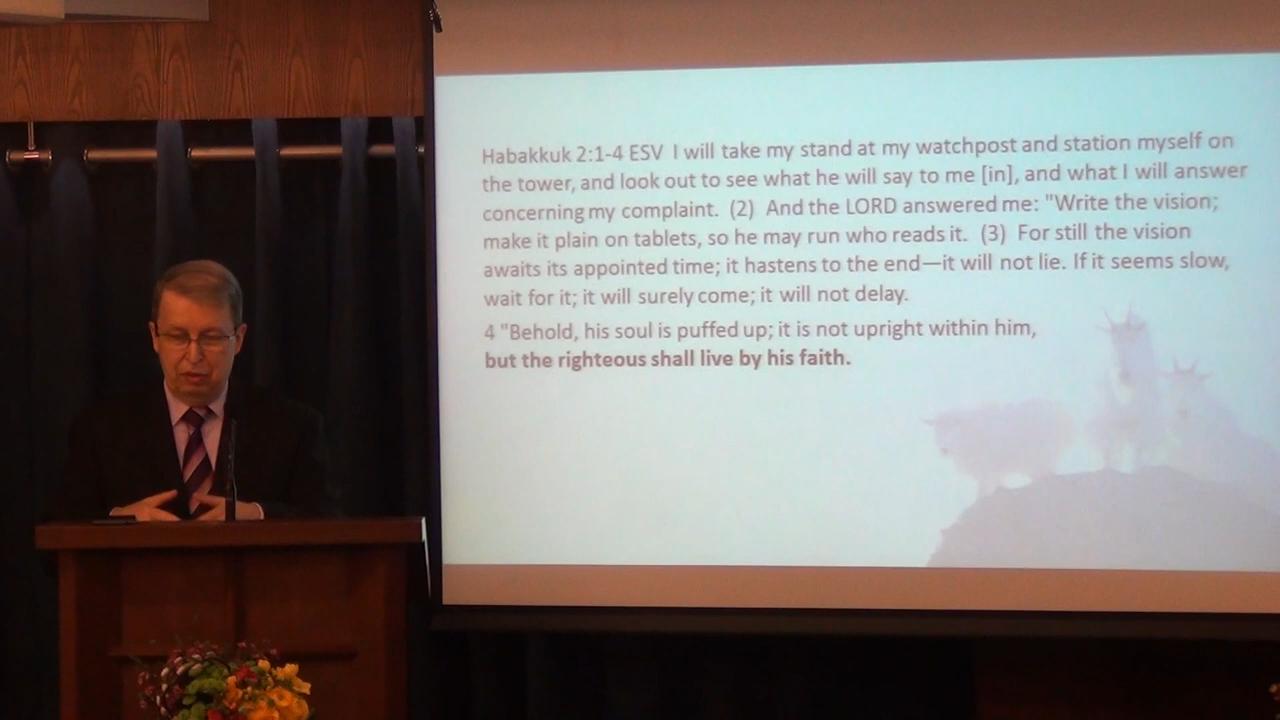 Habakkuk 2:1-4 ESV I will take my stand at my watchpost and station myself on
the tower, and look out to see what he will say to me [in], and what I will answer
concerning my complaint. (2) And the LORD answered me: "Write the vision;
make it plain on tablets, so he may run who reads it. (3) For still the vision
awaits its appointed time; it hastens to the end—it will not lie. If it seems slow,
wait for it; it will surely come; it will not delay.
4 "Behold, his soul is puffed up; it is not upright within him,
but the righteous shall live by his faith.